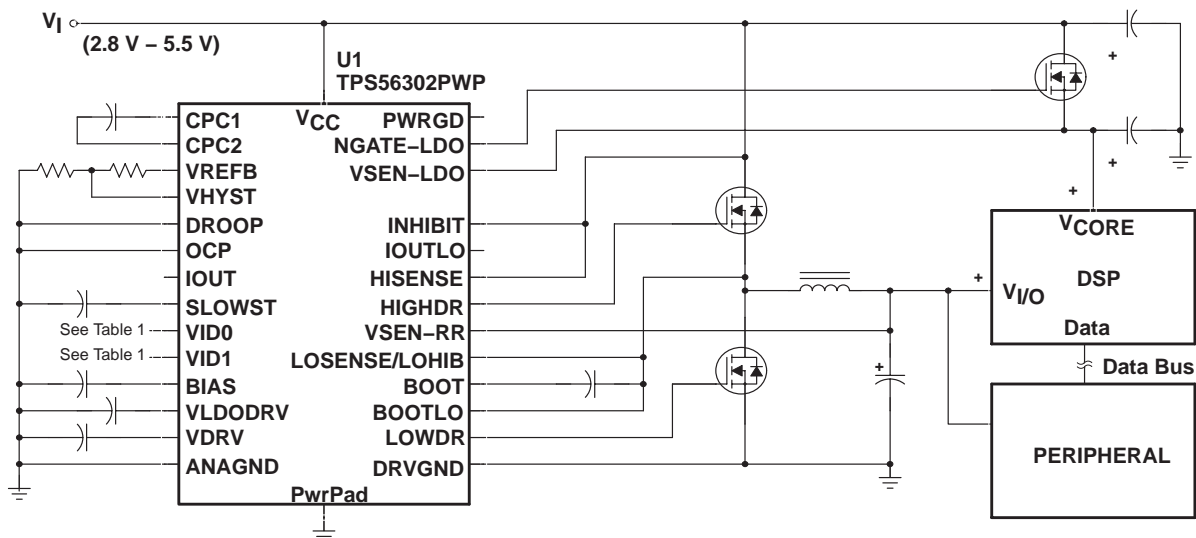 VI
(2.8 V – 5.5 V)
U1
TPS56302PWP
VCC
CPC1
CPC2
VREFB
VHYST
DROOP
OCP
IOUT
SLOWST
See Table 1
VID0
See Table 1
VID1
BIAS
VLDODRV
VDRV
ANAGND
PwrPad
PWRGD
NGATE–LDO
VSEN–LDO
INHIBIT
IOUTLO
HISENSE
HIGHDR
VSEN–RR
LOSENSE/LOHIB
BOOT
BOOTLO
LOWDR
DRVGND
+
+
+
+
+
VCORE
DSP
VI/O
Data
Data Bus
PERIPHERAL